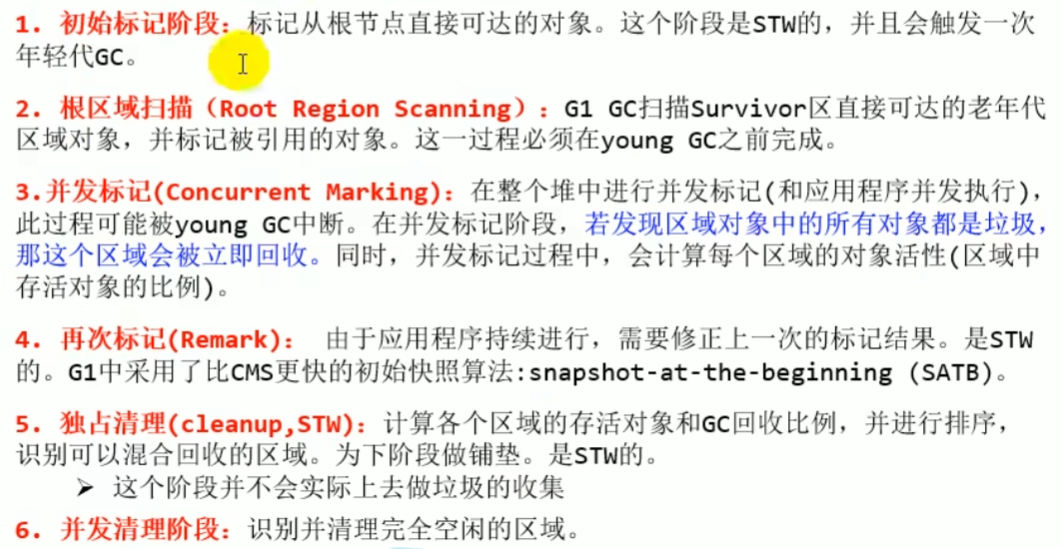 1. 初始标记阶段：标记从根节点直接可达的对象。这个阶段是STW的，并且会触发一次
年轻代GC。
2. 根区域扫描（Root Region Scanning）：G1 GC扫描Survivor区直接可达的老年代
区域对象，并标记被引用的对象。这一过程必须在young GC之前完成。
3.并发标记(Concurrent Marking)：在整个堆中进行并发标记(和应用程序并发执行)，
此过程可能被young GC中断。在并发标记阶段，若发现区域对象中的所有对象都是垃圾，
那这个区域会被立即回收。同时，并发标记过程中，会计算每个区域的对象活性(区域中
存活对象的比例)。
4. 再次标记(Remark)： 由于应用程序持续进行，需要修正上一次的标记结果。是STW
的。G1中采用了比CMS更快的初始快照算法:snapshot-at-the-beginning (SATB)。
5. 独占清理(cleanup,STW)：计算各个区域的存活对象和GC回收比例，并进行排序，
识别可以混合回收的区域。为下阶段做铺垫。是STW的。
➢ 这个阶段并不会实际上去做垃圾的收集
6. 并发清理阶段：识别并清理完全空闲的区域。